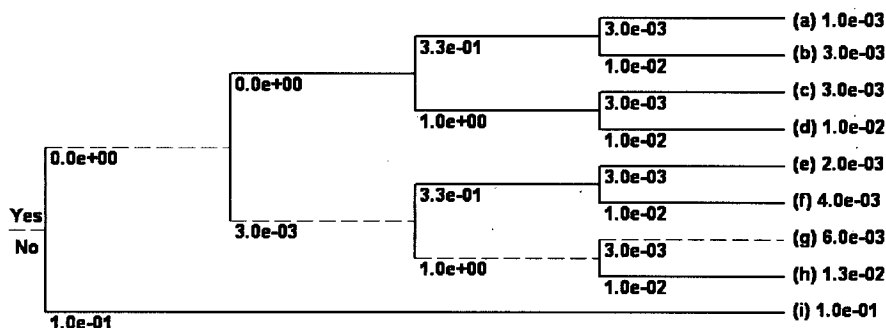 (a) 1.0e-03
3.0e-03
3.3e-01
(b) 3.0e-03
1.0e-02
0.0e+00
(c) 3.0e-03
3.0e-03
1.0e+00
(d) 1.0e-02
1.0e-02
0.0e+00
(e) 2.0e-03
3.0e-03
3.3e-01
(f) 4.0e-03
1.0e-02
Yes
3.0e-03
(g) 6.0e-03
No
3.0e-03
1.0e+00
(h) 1.3e-02
1.0e-02
(i) 1.0e-01
1.0e-01